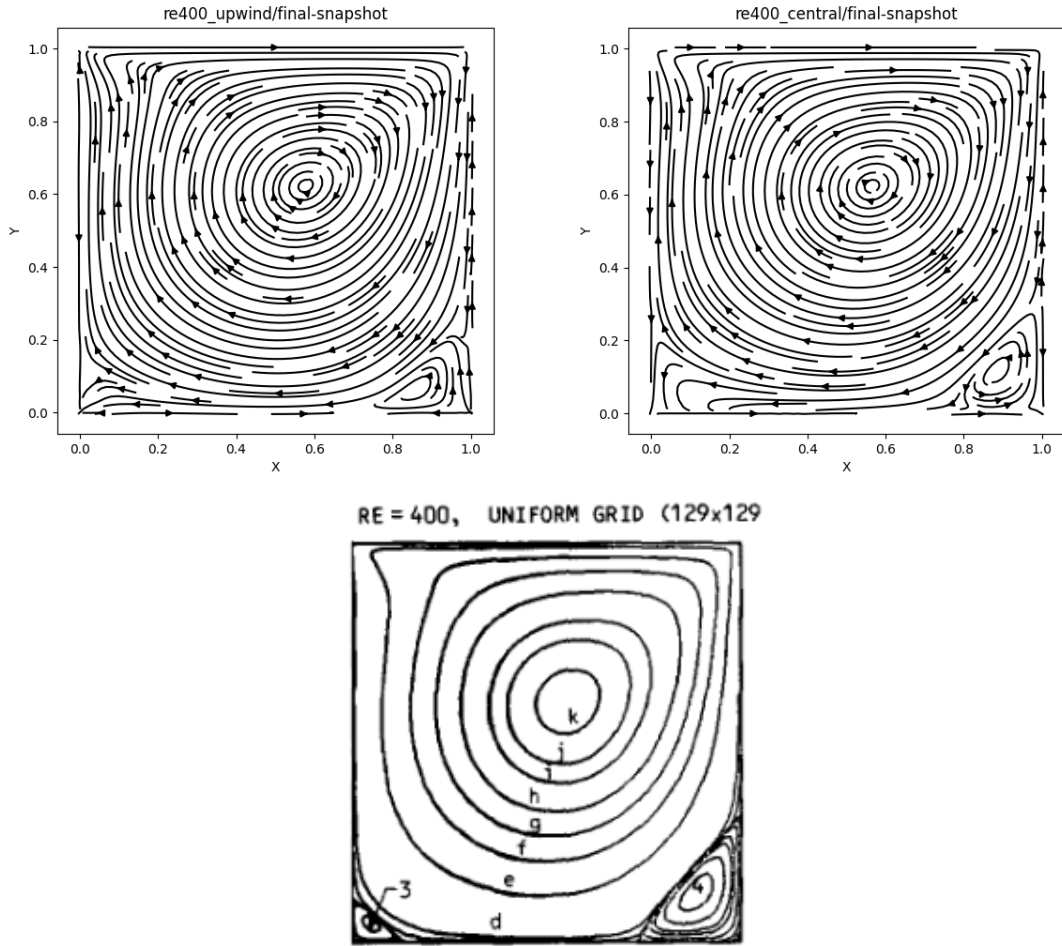 re400_upwind/final-snapshot
re400_central/final-snapshot
1.0
0.8
0.6
0.4
0.2
0.0
Y
0.0 0.2 0.4 0.6 0.8 1.0
X
1.0
0.8
0.6
0.4
0.2
0.0
Y
0.0 0.2 0.4 0.6 0.8 1.0
X
RE = 400, UNIFORM GRID (129x129
k
j
i
h
g
f
e
3
4
d